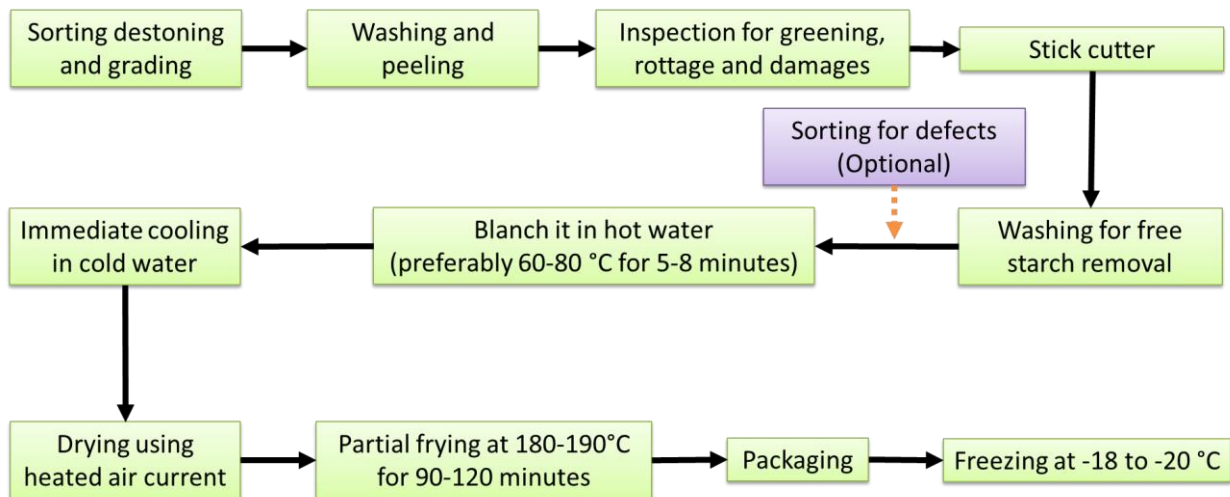 Sorting destoning
and grading
Washing and
peeling
Inspection for greening,
rottage and damages
Stick cutter
Sorting for defects
(Optional)
Washing for free
starch removal
Blanch it in hot water
(preferably 60-80 °C for 5-8 minutes)
Immediate cooling
in cold water
Drying using
heated air current
Partial frying at 180-190°C
for 90-120 minutes
Packaging
Freezing at -18 to -20 °C